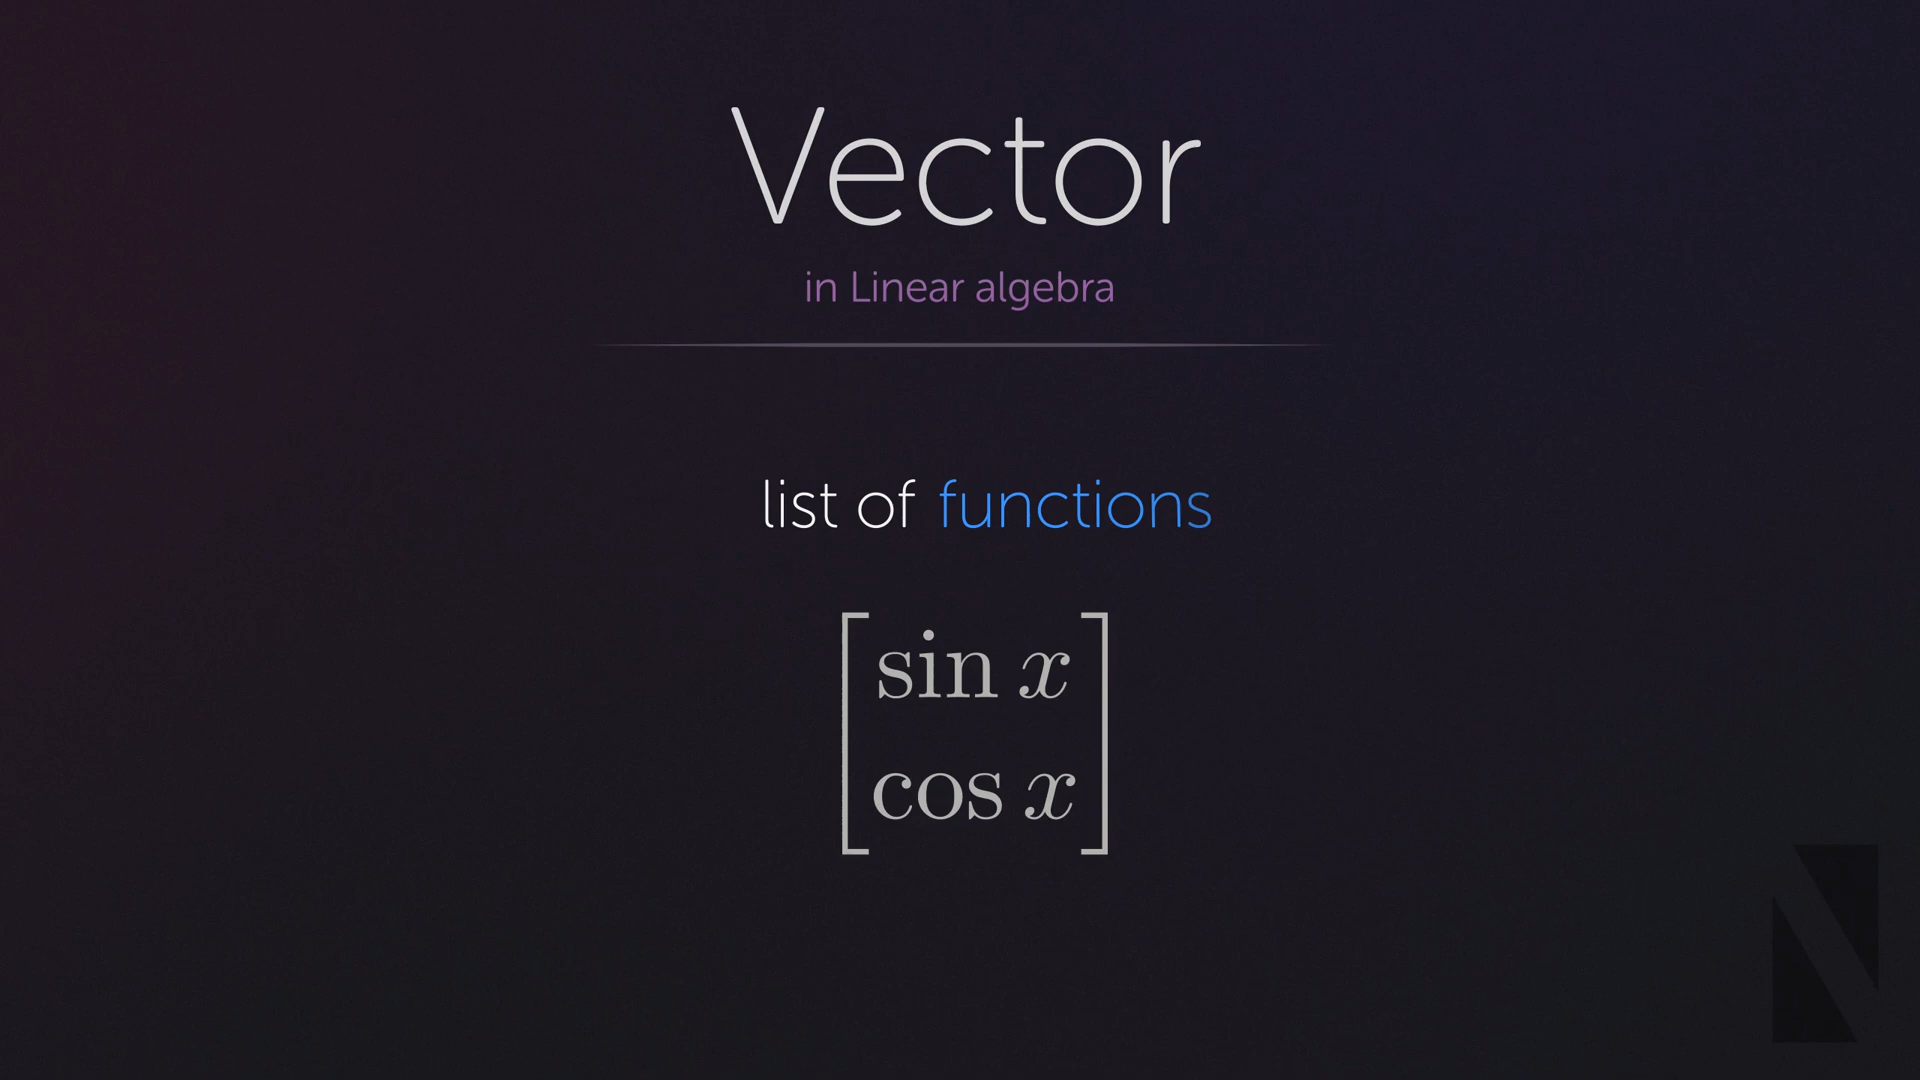 Vector
in Linear algebra
list of functions
sin x
cos x